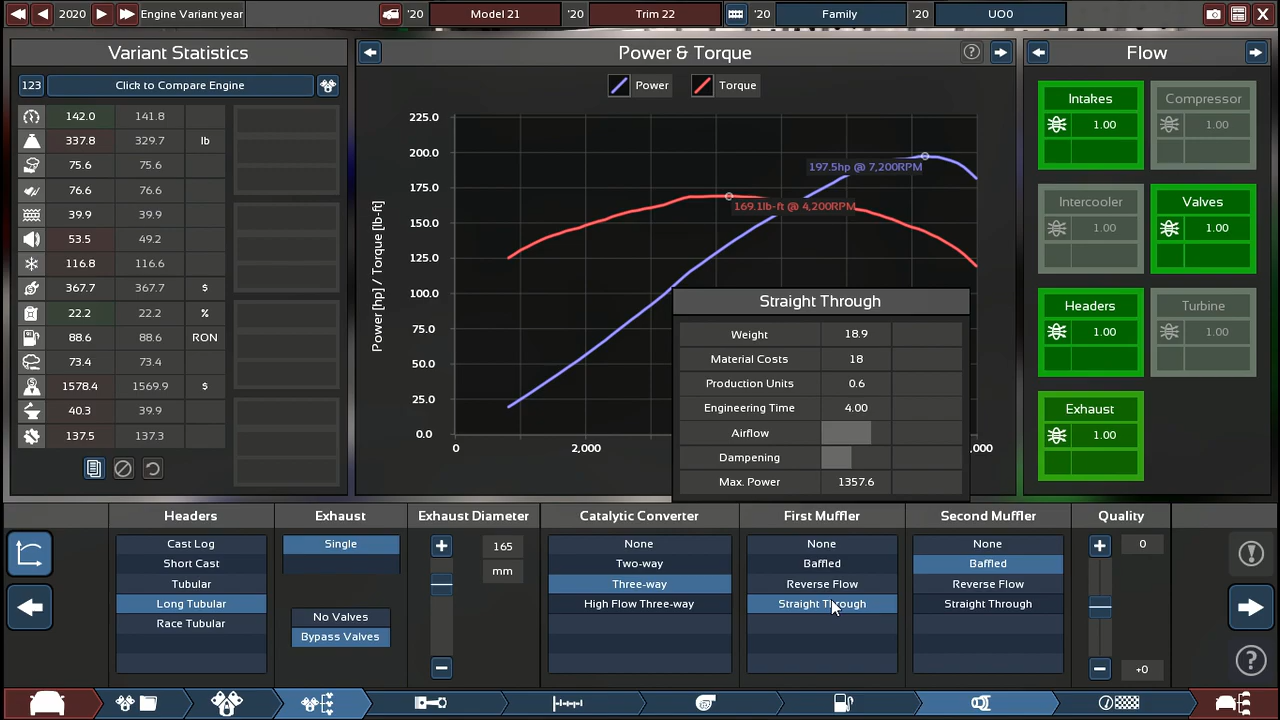 2020 Engine Variant year '20 Model 21 '20 Trim 22 '20 Family '20 UO0
Variant Statistics
123 Click to Compare Engine
142.0 141.8
337.8 329.7 lb
75.6 75.6
76.6 76.6
39.9 39.9
53.5 49.2
116.8 116.6
367.7 367.7 $
22.2 22.2 %
88.6 88.6 RON
73.4 73.4
1578.4 1569.9 $
40.3 39.9
137.5 137.3
Power & Torque
?
Power Torque
Power [hp] / Torque [lb-ft]
225.0
200.0
175.0
150.0
125.0
100.0
75.0
50.0
25.0
0.0
0 2,000 ,000
197.5hp @ 7,200RPM
169.1lb-ft @ 4,200RPM
Straight Through
Weight 18.9
Material Costs 18
Production Units 0.6
Engineering Time 4.00
Airflow
Dampening
Max. Power 1357.6
Flow
Intakes
1.00
Compressor
1.00
Intercooler
1.00
Valves
1.00
Headers
1.00
Turbine
1.00
Exhaust
1.00
Headers
Cast Log
Short Cast
Tubular
Long Tubular
Race Tubular
Exhaust
Single
No Valves
Bypass Valves
Exhaust Diameter
+ 165
mm
Catalytic Converter
None
Two-way
Three-way
High Flow Three-way
First Muffler
None
Baffled
Reverse Flow
Straight Through
Second Muffler
None
Baffled
Reverse Flow
Straight Through
Quality
+ 0
+0
!
?